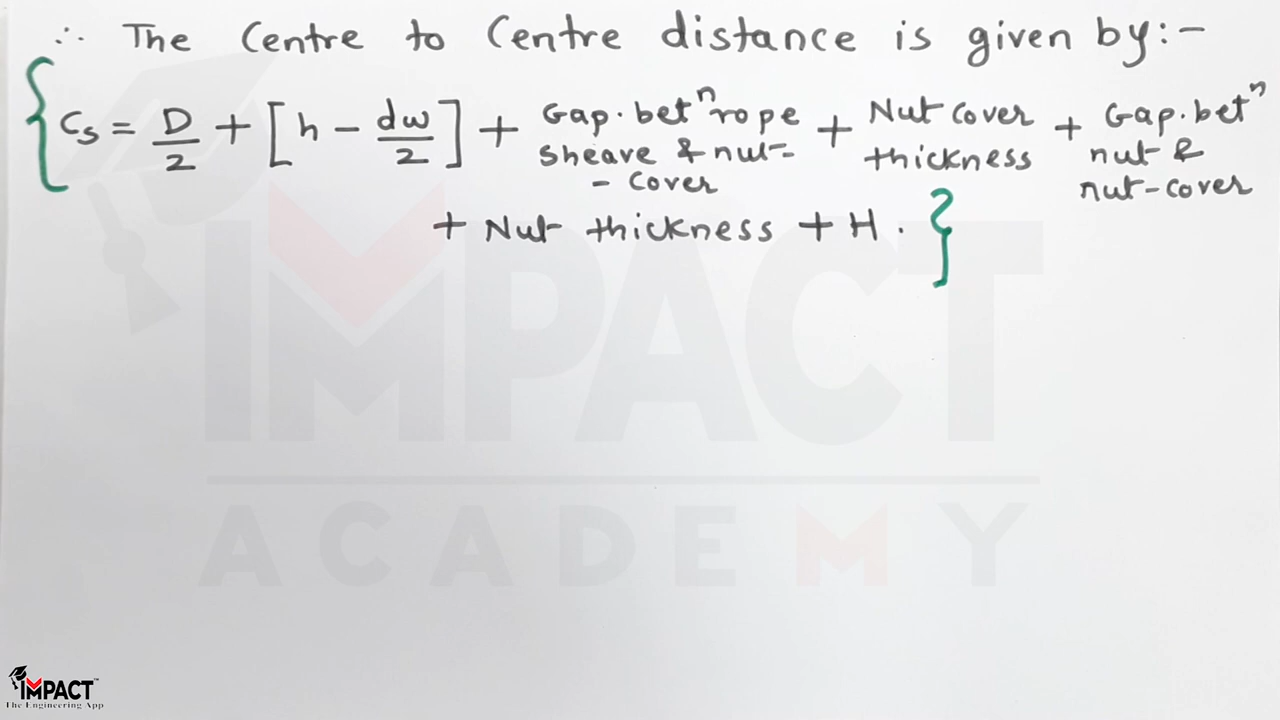 ∴ The Centre to Centre distance is given by:-
Cs = D/2 + [h - dw/2] + Gap. betⁿ rope sheave & nut-
- cover + Nut cover thickness + Gap. betⁿ nut & nut-cover
+ Nut thickness + H.
IMPACT
ACADEMY
IMPACT™
The Engineering App